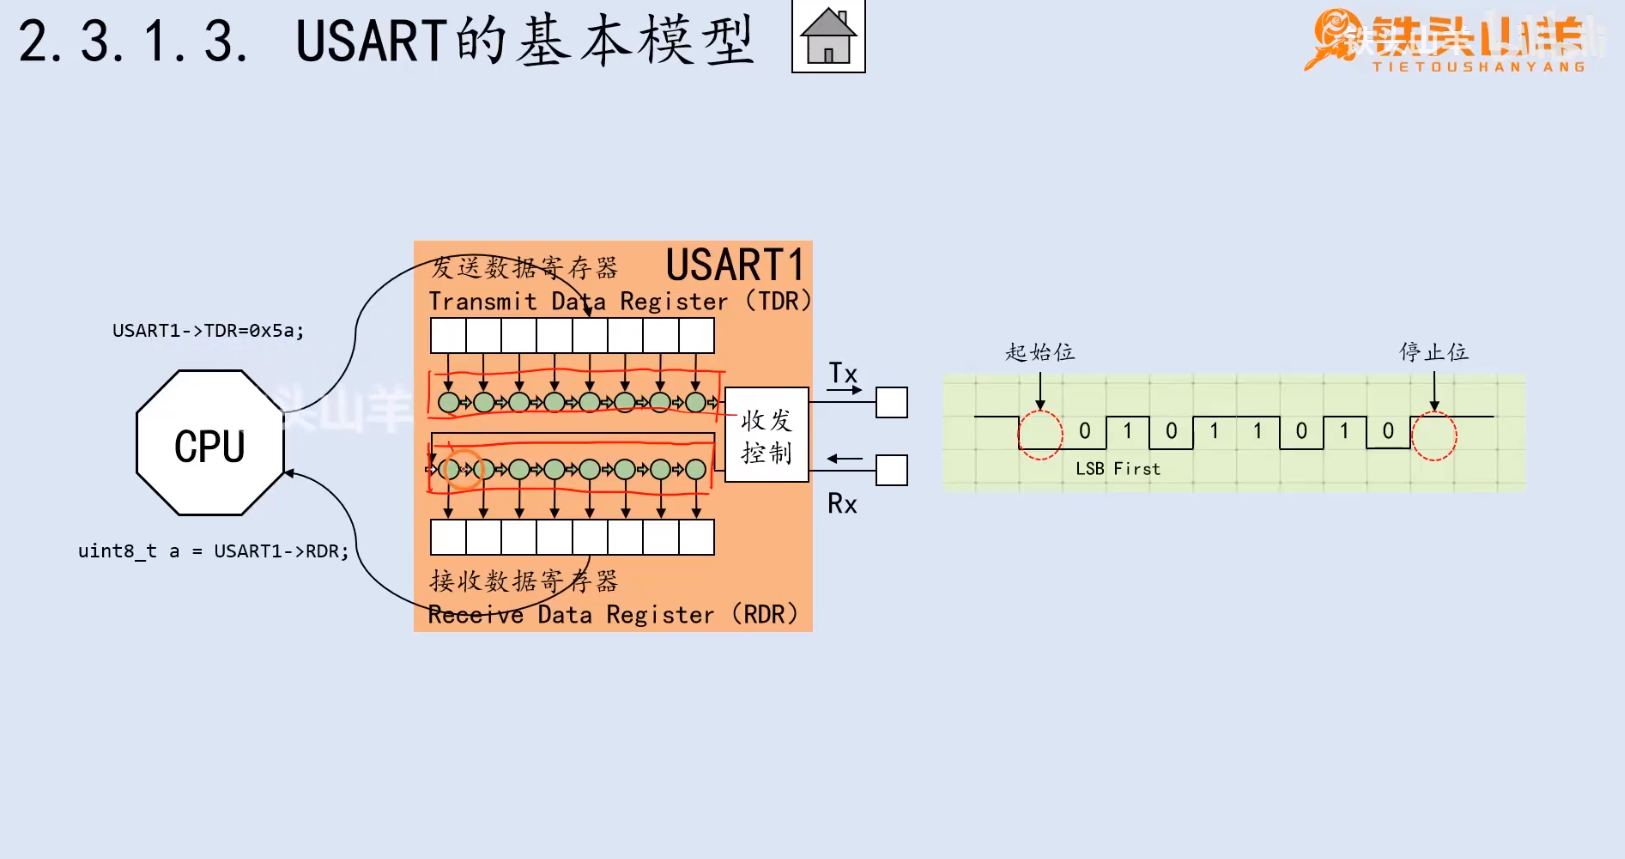 2.3.1.3. USART的基本模型
铁头山羊
TIETOUSHANYANG
发送数据寄存器
USART1
Transmit Data Register（TDR）
USART1->TDR=0x5a;
CPU
头山羊
uint8_t a = USART1->RDR;
收发
控制
Tx
Rx
接收数据寄存器
Receive Data Register（RDR）
起始位
停止位
0 1 0 1 1 0 1 0
LSB First